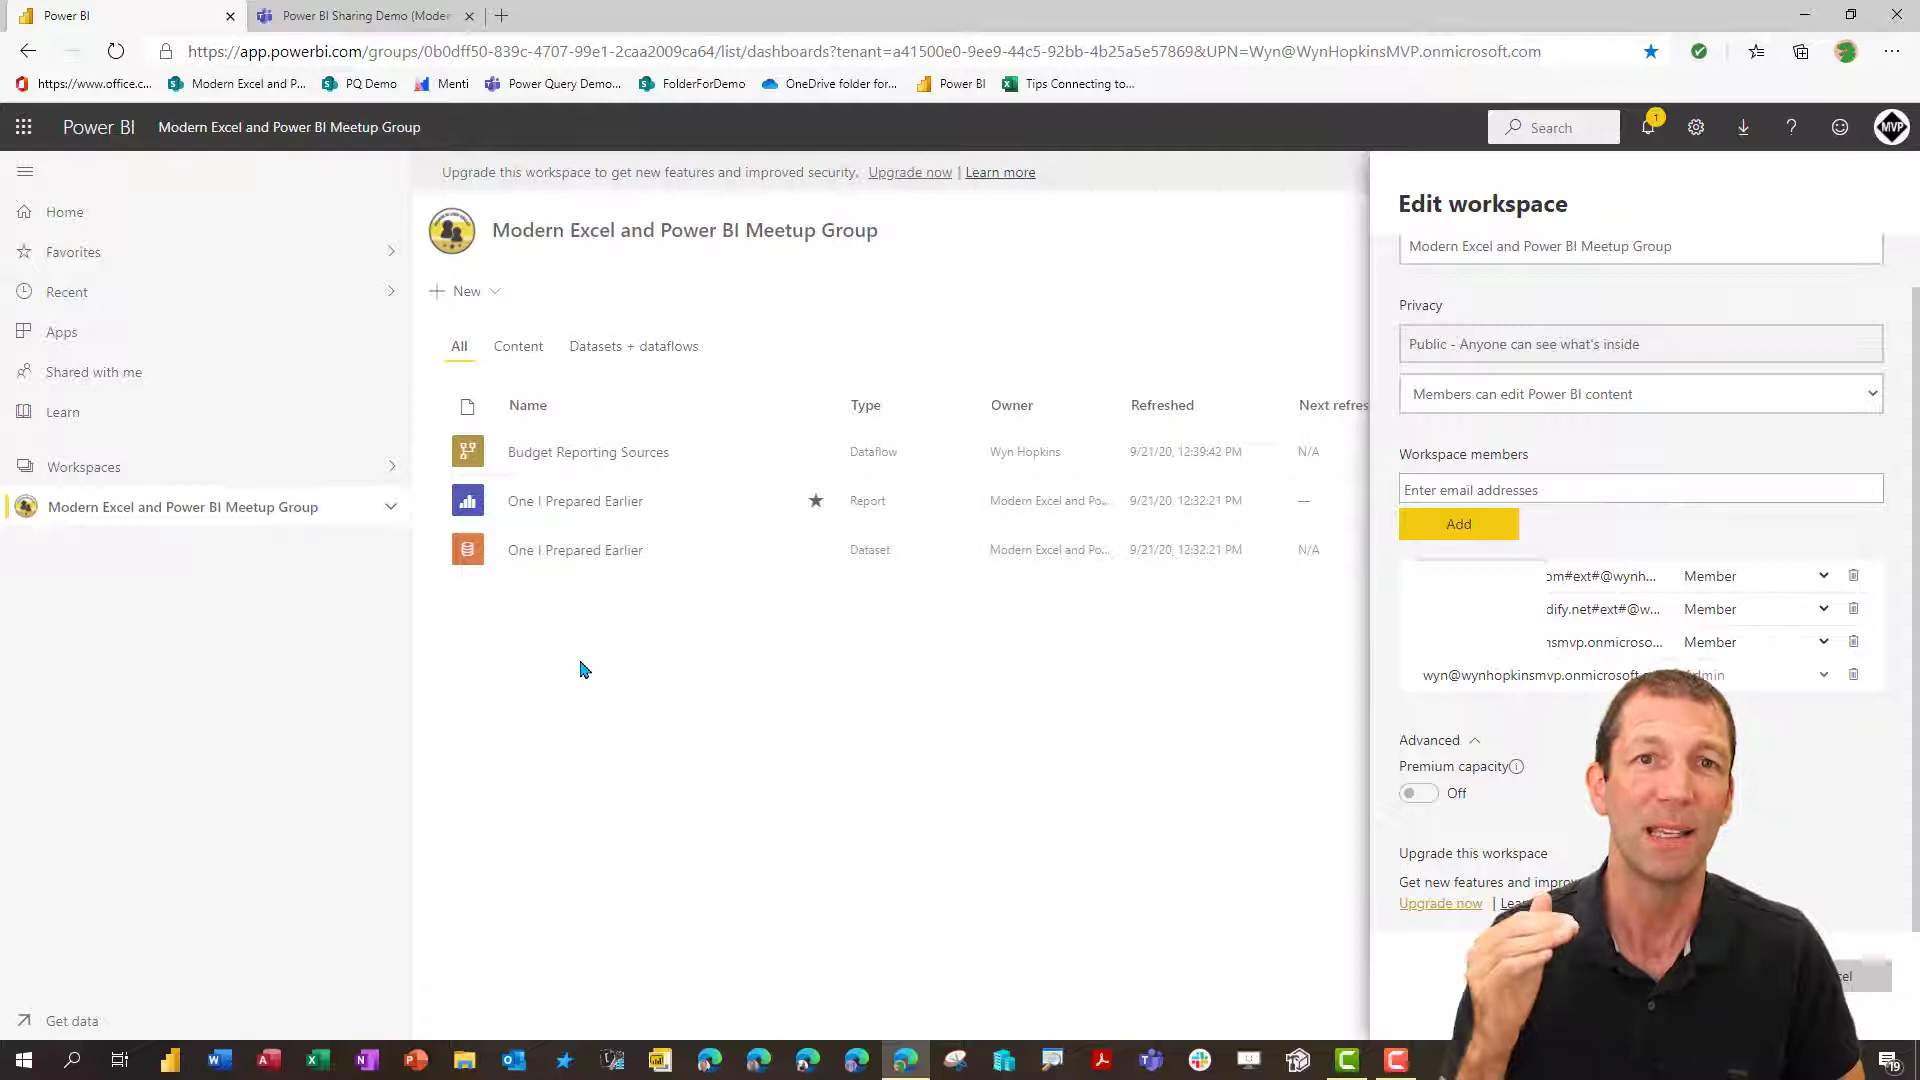 Power BI
Power BI Sharing Demo (Moder
https://app.powerbi.com/groups/0b0dff50-839c-4707-99e1-2caa2009ca64/list/dashboards?tenant=a41500e0-9ee9-44c5-92bb-4b25a5e57869&UPN=Wyn@WynHopkinsMVP.onmicrosoft.com
https://www.office.c... Modern Excel and P... PQ Demo Menti Power Query Demo... FolderForDemo OneDrive folder for... Power BI Tips Connecting to...
Power BI Modern Excel and Power BI Meetup Group Search 1 MVP
Upgrade this workspace to get new features and improved security. Upgrade now | Learn more
Home
Favorites
Recent
Apps
Shared with me
Learn
Workspaces
Modern Excel and Power BI Meetup Group
Get data
Modern Excel and Power BI Meetup Group
New
All Content Datasets + dataflows
Name Type Owner Refreshed Next refres
Budget Reporting Sources Dataflow Wyn Hopkins 9/21/20, 12:39:42 PM N/A
One I Prepared Earlier Report Modern Excel and Po... 9/21/20, 12:32:21 PM —
One I Prepared Earlier Dataset Modern Excel and Po... 9/21/20, 12:32:21 PM N/A
Edit workspace
Modern Excel and Power BI Meetup Group
Privacy
Public - Anyone can see what's inside
Members can edit Power BI content
Workspace members
Enter email addresses
Add
om#ext#@wynh... Member
dify.net#ext#@w... Member
nsmvp.onmicroso... Member
wyn@wynhopkinsmvp.onmicrosoft. dmin
Advanced
Premium capacity
Off
Upgrade this workspace
Get new features and improv
Upgrade now | Lea
cel
19